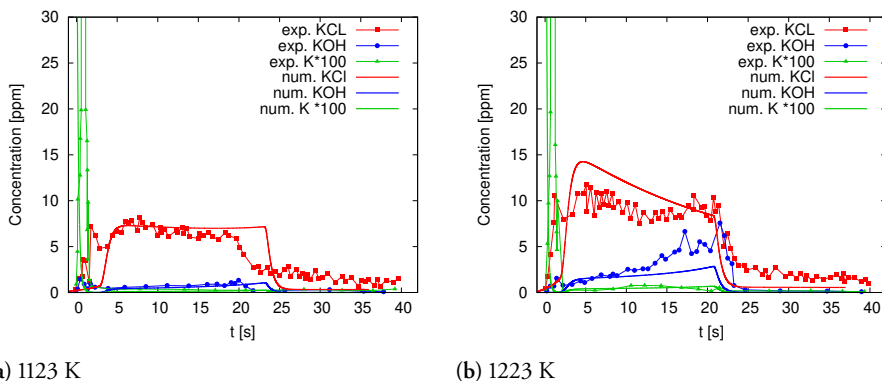 30
25
20
15
10
5
0
Concentration [ppm]
exp. KCL
exp. KOH
exp. K*100
num. KCl
num. KOH
num. K *100
0 5 10 15 20 25 30 35 40
t [s]
a) 1123 K
30
25
20
15
10
5
0
Concentration [ppm]
exp. KCL
exp. KOH
exp. K*100
num. KCl
num. KOH
num. K *100
0 5 10 15 20 25 30 35 40
t [s]
(b) 1223 K